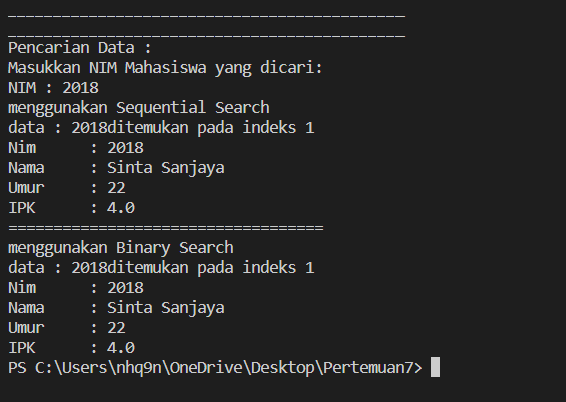 ____________________________________________
____________________________________________
Pencarian Data :
Masukkan NIM Mahasiswa yang dicari:
NIM : 2018
menggunakan Sequential Search
data : 2018ditemukan pada indeks 1
Nim      : 2018
Nama     : Sinta Sanjaya
Umur     : 22
IPK      : 4.0
===================================
menggunakan Binary Search
data : 2018ditemukan pada indeks 1
Nim      : 2018
Nama     : Sinta Sanjaya
Umur     : 22
IPK      : 4.0
PS C:\Users\nhq9n\OneDrive\Desktop\Pertemuan7>